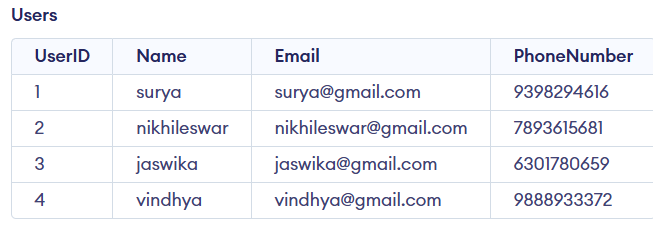 Users
UserID Name Email PhoneNumber
1 surya surya@gmail.com 9398294616
2 nikhileswar nikhileswar@gmail.com 7893615681
3 jaswika jaswika@gmail.com 6301780659
4 vindhya vindhya@gmail.com 9888933372